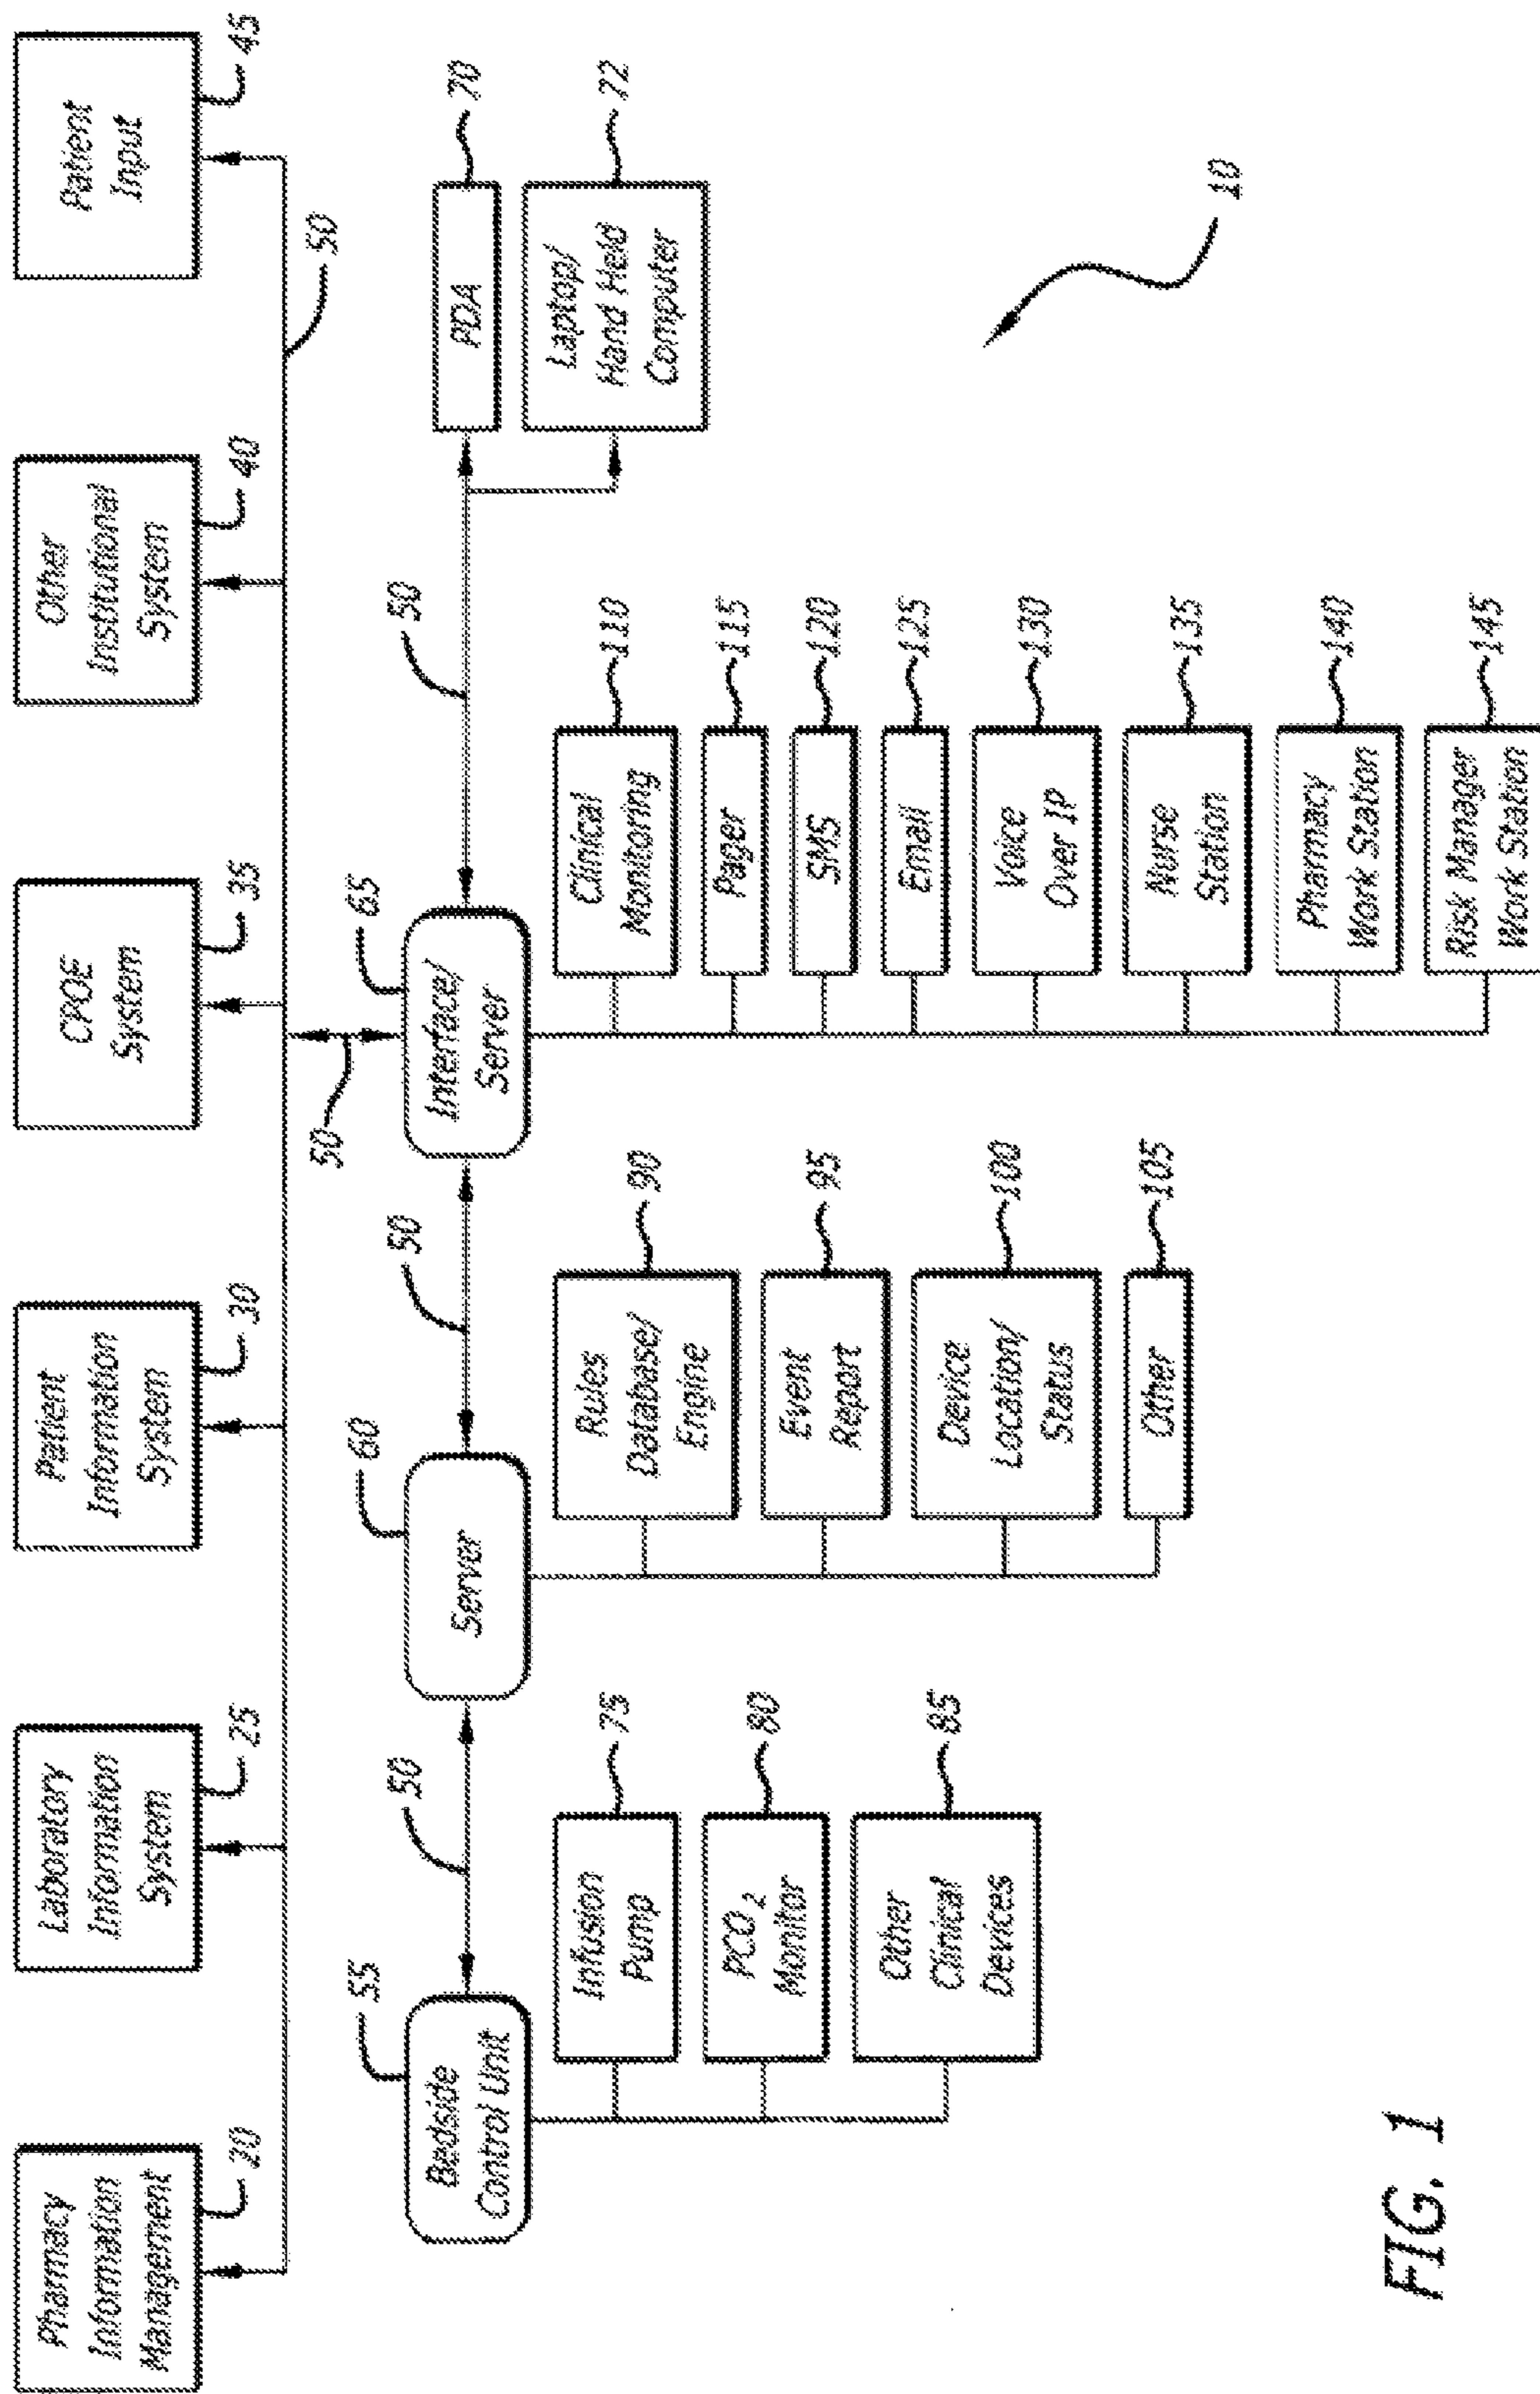 Pharmacy
Information
Management
20
Laboratory
Information
System
25
Patient
Information
System
30
CPOE
System
35
Other
Institutional
System
40
Patient
Input
45
50
50
Bedside
Control Unit
55
50
Server
60
50
Interface/
Server
65
50
PDA
70
Laptop/
Hand Held
Computer
72
Infusion
Pump
75
PCO2
Monitor
80
Other
Clinical
Devices
85
Rules
Database/
Engine
90
Event
Report
95
Device
Location/
Status
100
Other
105
Clinical
Monitoring
110
Pager
115
SMS
120
Email
125
Voice
Over IP
130
Nurse
Station
135
Pharmacy
Work Station
140
Risk Manager
Work Station
145
10
FIG. 1